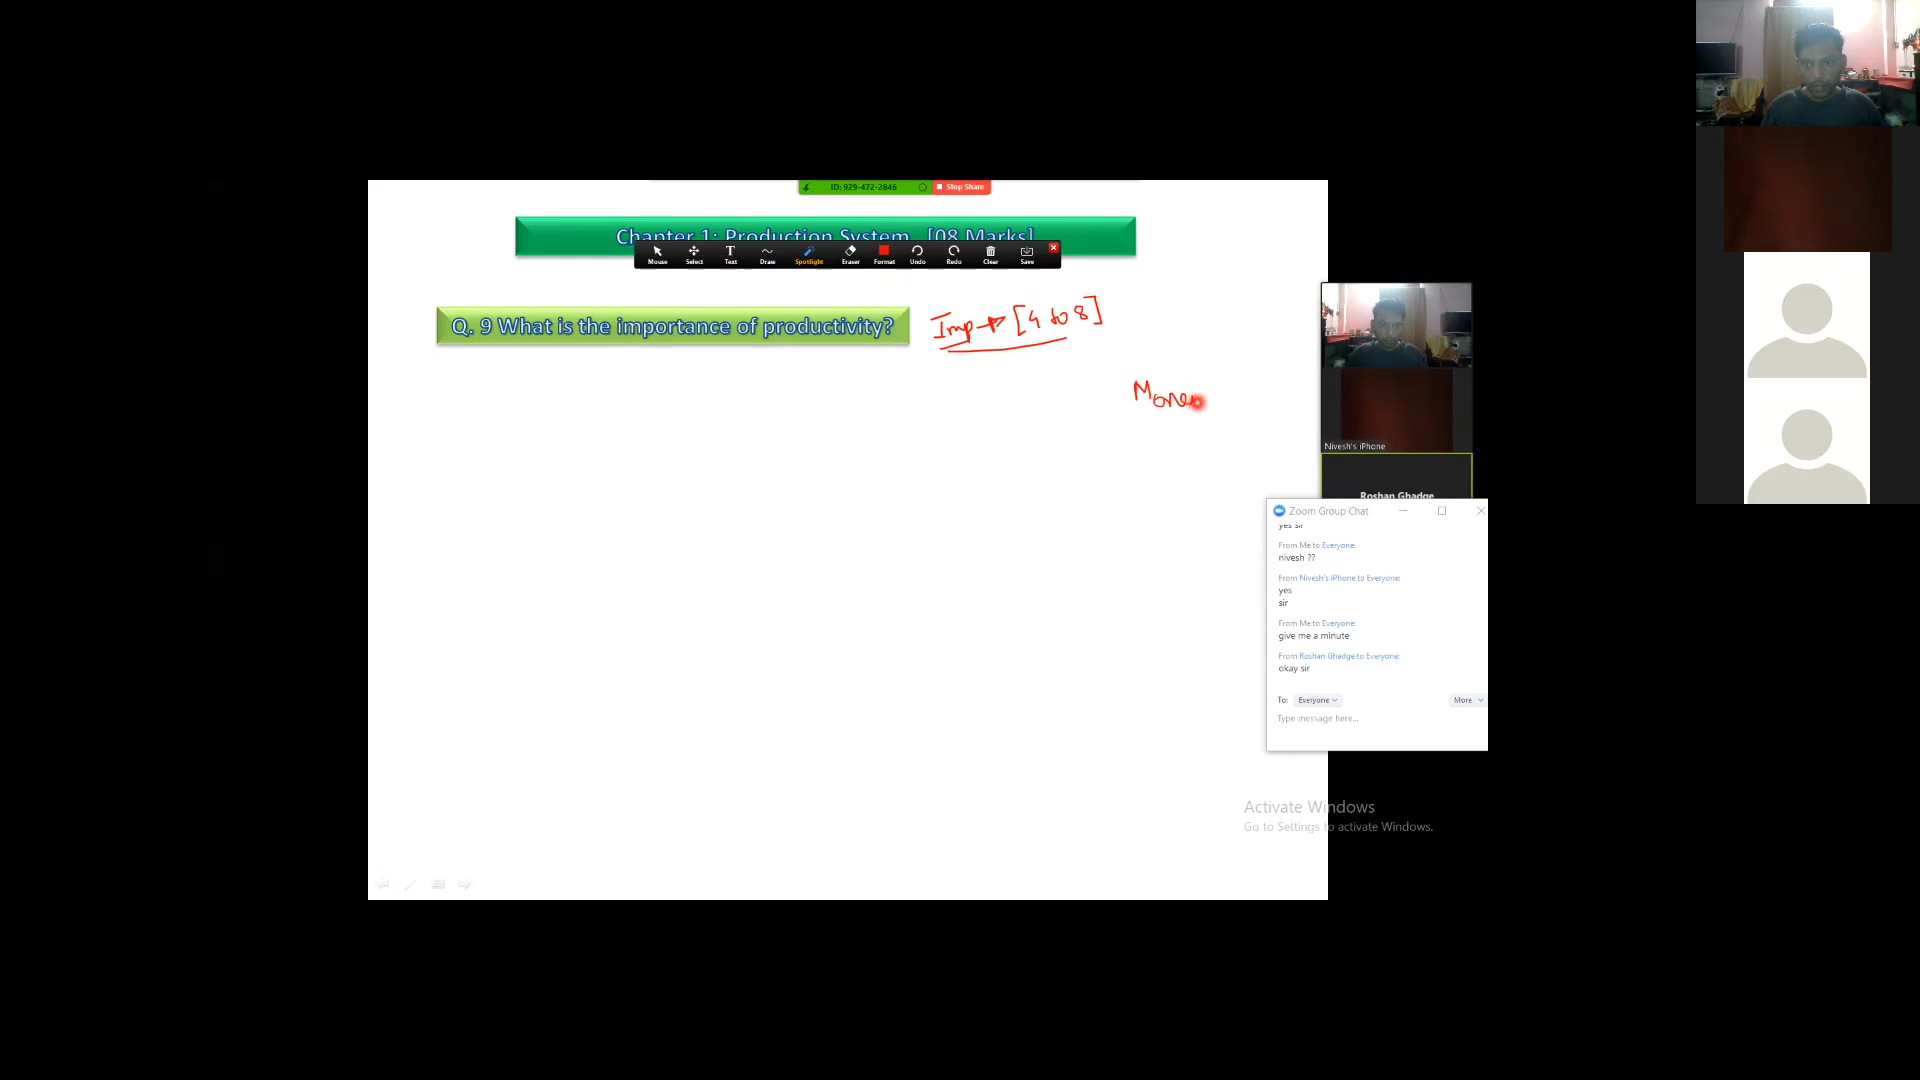 ID: 929-472-2846 Stop Share
Chapter 1: Production System [08 Marks]
Mouse Select Text Draw Spotlight Eraser Format Undo Redo Clear Save
Q. 9 What is the importance of productivity?
Imp → [4 to 8]
Mone
Nivesh's iPhone
Roshan Ghadge
Zoom Group Chat
yes sir
From Me to Everyone:
nivesh ??
From Nivesh's iPhone to Everyone:
yes
sir
From Me to Everyone:
give me a minute
From Roshan Ghadge to Everyone:
okay sir
To: Everyone More
Type message here...
Activate Windows
Go to Settings to activate Windows.